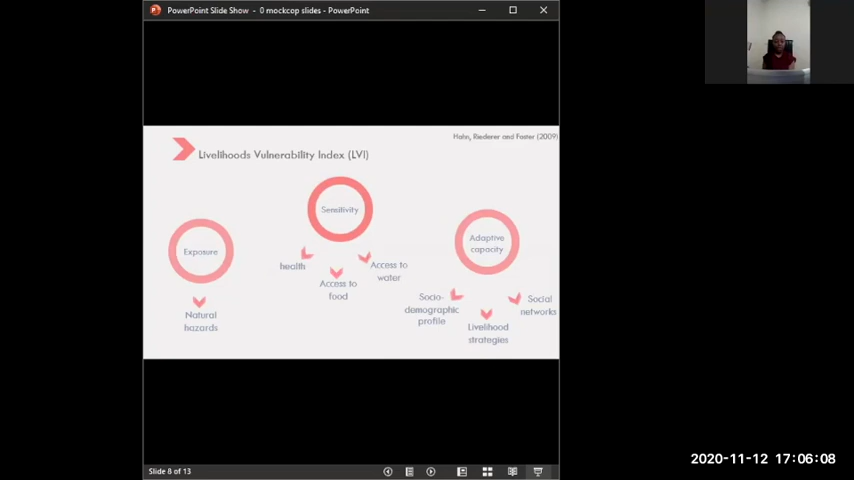 PowerPoint Slide Show - 0 mockcop slides - PowerPoint
Hahn, Riederer and Foster (2009)
Livelihoods Vulnerability Index (LVI)
Sensitivity
Exposure
Adaptive
capacity
health
Access to
food
Access to
water
Natural
hazards
Socio-
demographic
profile
Livelihood
strategies
Social
networks
Slide 8 of 13
2020-11-12 17:06:08